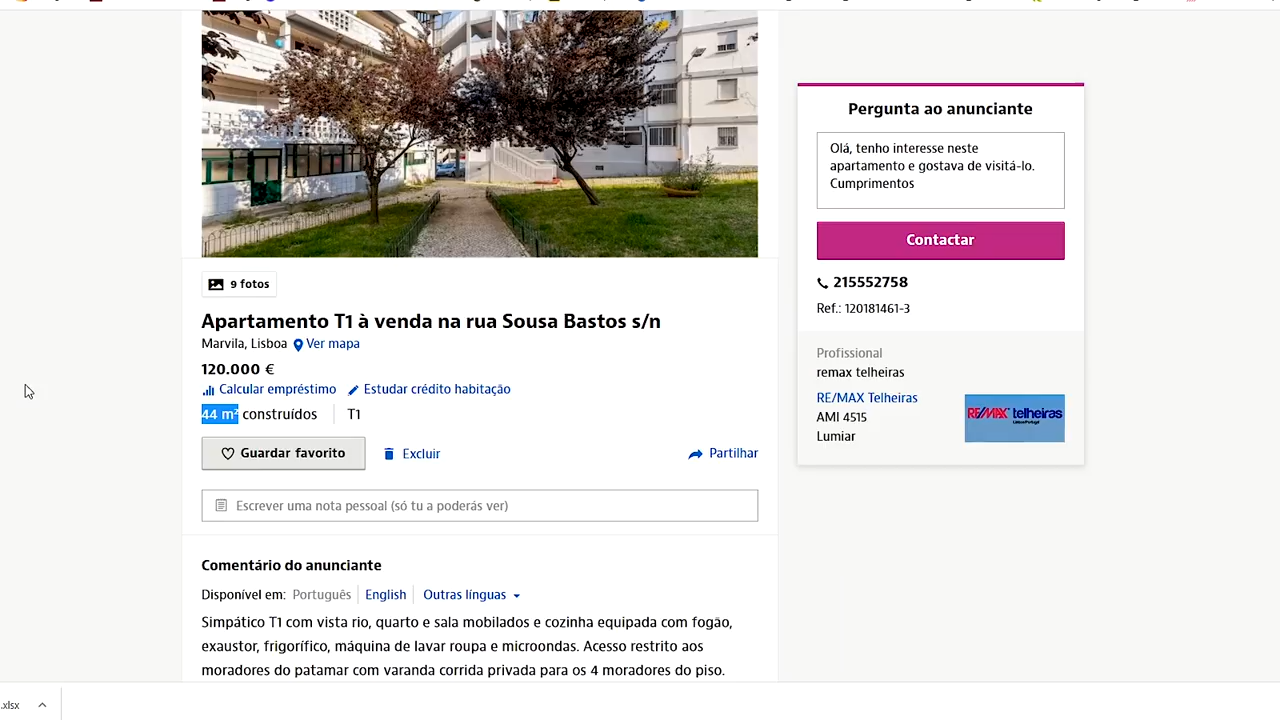 9 fotos
Apartamento T1 à venda na rua Sousa Bastos s/n
Marvila, Lisboa Ver mapa
120.000 €
Calcular empréstimo Estudar crédito habitação
44 m² construídos T1
Guardar favorito Excluir Partilhar
Escrever uma nota pessoal (só tu a poderás ver)
Comentário do anunciante
Disponível em: Português English Outras línguas
Simpático T1 com vista rio, quarto e sala mobilados e cozinha equipada com fogão,
exaustor, frigorífico, máquina de lavar roupa e microondas. Acesso restrito aos
moradores do patamar com varanda corrida privada para os 4 moradores do piso.
Pergunta ao anunciante
Olá, tenho interesse neste
apartamento e gostava de visitá-lo.
Cumprimentos
Contactar
215552758
Ref.: 120181461-3
Profissional
remax telheiras
RE/MAX Telheiras
AMI 4515
Lumiar
RE/MAX telheiras
.xlsx